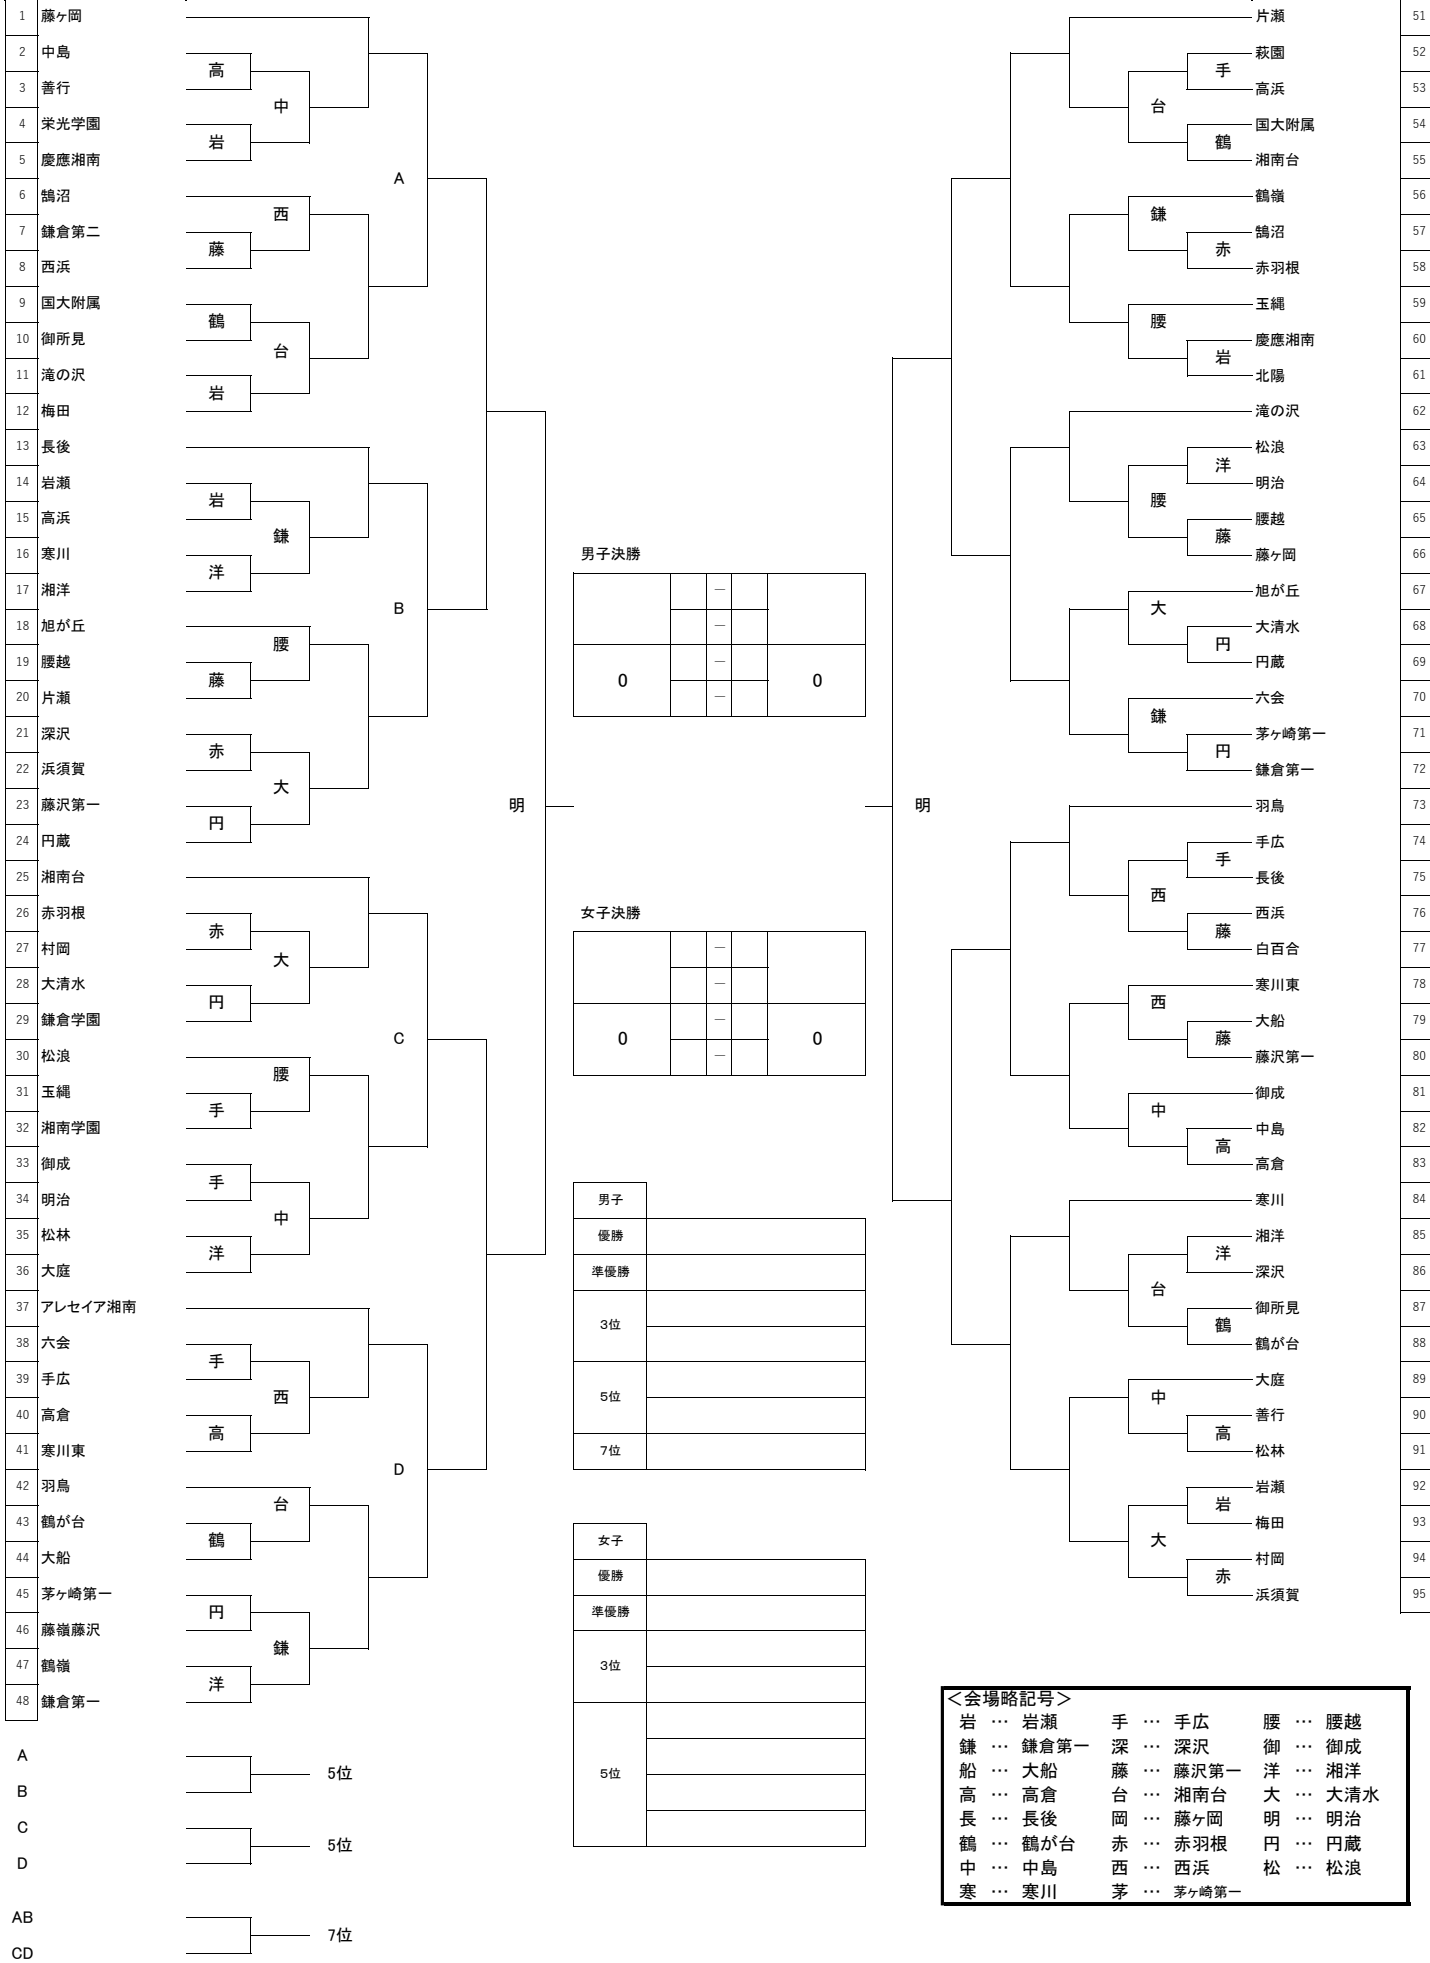 1 藤ヶ岡
2 中島
3 善行
4 栄光学園
5 慶應湘南
6 鵠沼
7 鎌倉第二
8 西浜
9 国大附属
10 御所見
11 滝の沢
12 梅田
13 長後
14 岩瀬
15 高浜
16 寒川
17 湘洋
18 旭が丘
19 腰越
20 片瀬
21 深沢
22 浜須賀
23 藤沢第一
24 円蔵
25 湘南台
26 赤羽根
27 村岡
28 大清水
29 鎌倉学園
30 松浪
31 玉縄
32 湘南学園
33 御成
34 明治
35 松林
36 大庭
37 アレセイア湘南
38 六会
39 手広
40 高倉
41 寒川東
42 羽鳥
43 鶴が台
44 大船
45 茅ヶ崎第一
46 藤嶺藤沢
47 鶴嶺
48 鎌倉第一
高
岩
藤
鶴
岩
岩
洋
藤
赤
円
赤
円
手
手
洋
手
高
鶴
円
洋
中
西
台
鎌
腰
大
大
腰
中
西
台
鎌
A
B
C
D
明
A
B
5位
C
D
5位
AB
CD
7位
男子決勝
—
—
0 — 0
—
女子決勝
—
—
0 — 0
—
男子
優勝
準優勝
3位
5位
7位
女子
優勝
準優勝
3位
5位
明
台
鎌
腰
腰
大
鎌
西
西
中
台
中
大
手
鶴
赤
岩
洋
藤
円
円
手
藤
藤
高
洋
鶴
高
岩
赤
片瀬 51
萩園 52
高浜 53
国大附属 54
湘南台 55
鶴嶺 56
鵠沼 57
赤羽根 58
玉縄 59
慶應湘南 60
北陽 61
滝の沢 62
松浪 63
明治 64
腰越 65
藤ヶ岡 66
旭が丘 67
大清水 68
円蔵 69
六会 70
茅ヶ崎第一 71
鎌倉第一 72
羽鳥 73
手広 74
長後 75
西浜 76
白百合 77
寒川東 78
大船 79
藤沢第一 80
御成 81
中島 82
高倉 83
寒川 84
湘洋 85
深沢 86
御所見 87
鶴が台 88
大庭 89
善行 90
松林 91
岩瀬 92
梅田 93
村岡 94
浜須賀 95
＜会場略記号＞
岩 … 岩瀬 手 … 手広 腰 … 腰越
鎌 … 鎌倉第一 深 … 深沢 御 … 御成
船 … 大船 藤 … 藤沢第一 洋 … 湘洋
高 … 高倉 台 … 湘南台 大 … 大清水
長 … 長後 岡 … 藤ヶ岡 明 … 明治
鶴 … 鶴が台 赤 … 赤羽根 円 … 円蔵
中 … 中島 西 … 西浜 松 … 松浪
寒 … 寒川 茅 … 茅ヶ崎第一